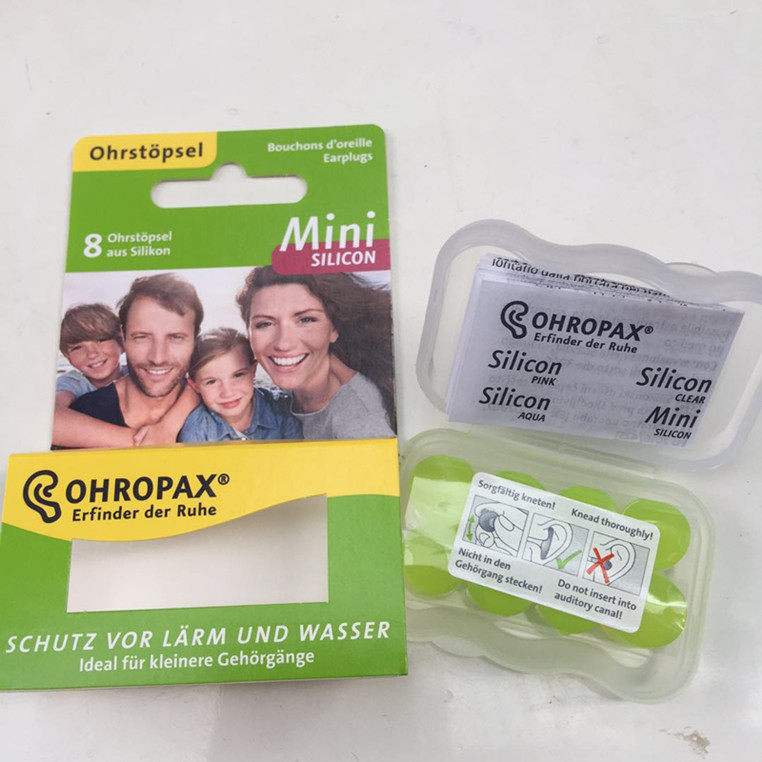 Ohrstöpsel
Bouchons d'oreille
Earplugs
8 Ohrstöpsel
aus Silikon
Mini
SILICON
OHROPAX®
Erfinder der Ruhe
SCHUTZ VOR LÄRM UND WASSER
Ideal für kleinere Gehörgänge
OHROPAX®
Erfinder der Ruhe
Silicon
PINK
Silicon
CLEAR
Silicon
AQUA
Mini
SILICON
Sorgfältig kneten!
Knead thoroughly!
Nicht in den
Gehörgang stecken!
Do not insert into
auditory canal!